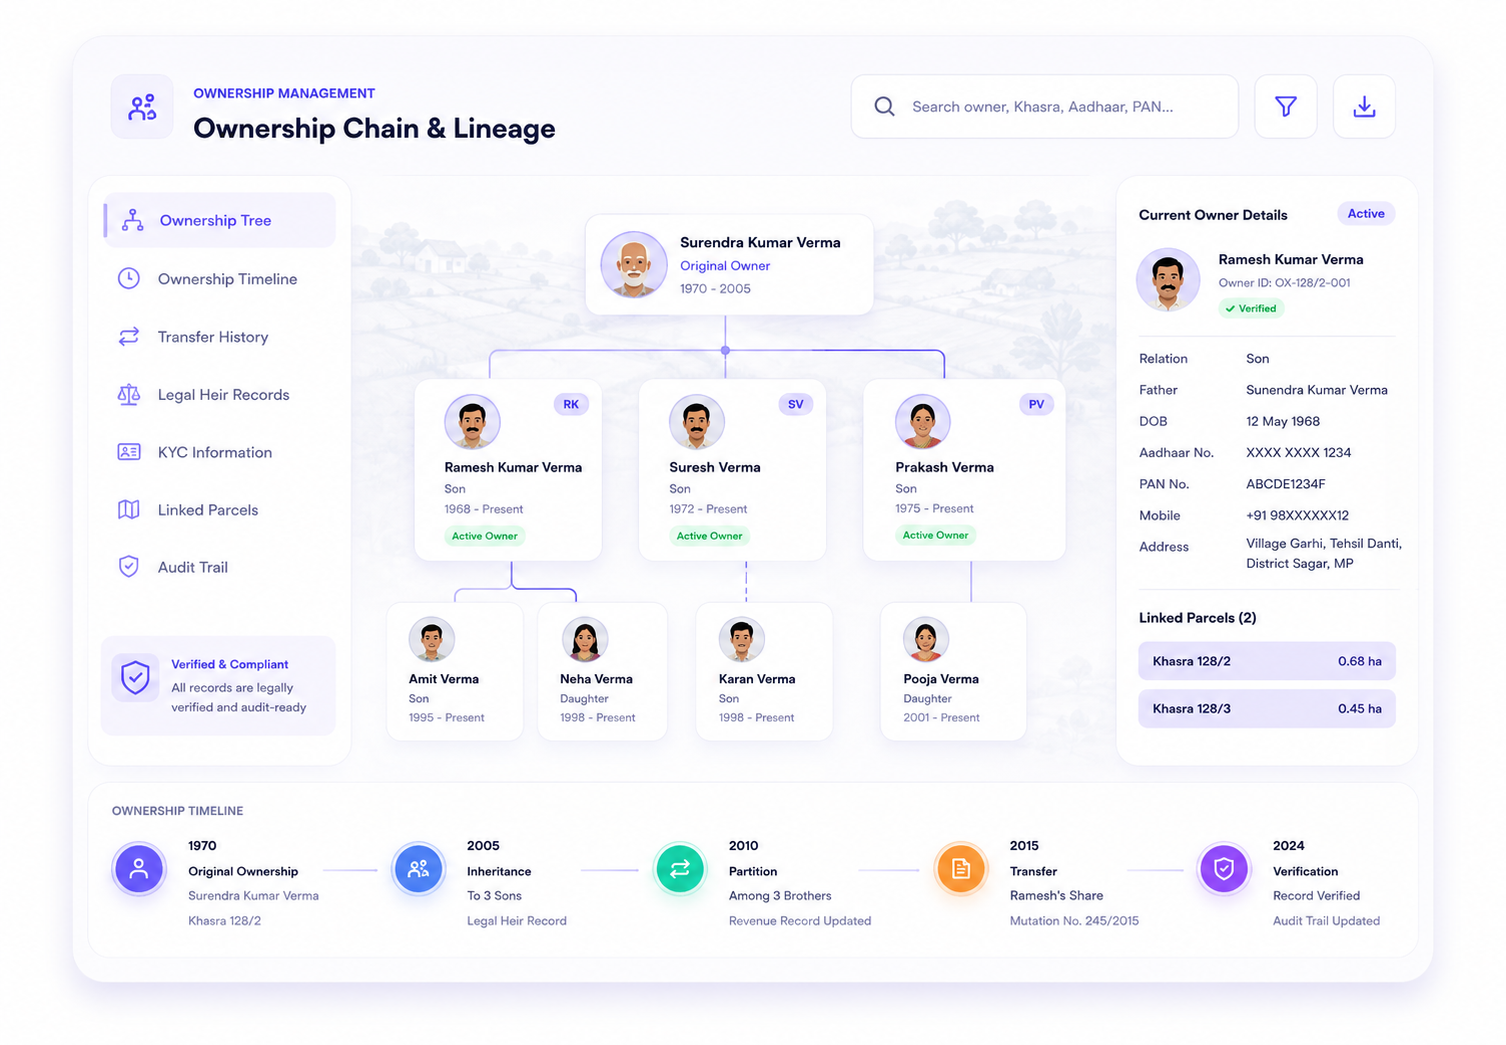 OWNERSHIP MANAGEMENT
Ownership Chain & Lineage
Search owner, Khasra, Aadhaar, PAN...
Ownership Tree
Ownership Timeline
Transfer History
Legal Heir Records
KYC Information
Linked Parcels
Audit Trail
Verified & Compliant
All records are legally
verified and audit-ready
Surendra Kumar Verma
Original Owner
1970 - 2005
RK
Ramesh Kumar Verma
Son
1968 - Present
Active Owner
SV
Suresh Verma
Son
1972 - Present
Active Owner
PV
Prakash Verma
Son
1975 - Present
Active Owner
Amit Verma
Son
1995 - Present
Neha Verma
Daughter
1998 - Present
Karan Verma
Son
1998 - Present
Pooja Verma
Daughter
2001 - Present
Current Owner Details
Active
Ramesh Kumar Verma
Owner ID: OX-128/2-001
Verified
Relation Son
Father Sunendra Kumar Verma
DOB 12 May 1968
Aadhaar No. XXXX XXXX 1234
PAN No. ABCDE1234F
Mobile +91 98XXXXXX12
Address Village Garhi, Tehsil Danti,
District Sagar, MP
Linked Parcels (2)
Khasra 128/2 0.68 ha
Khasra 128/3 0.45 ha
OWNERSHIP TIMELINE
1970
Original Ownership
Surendra Kumar Verma
Khasra 128/2
2005
Inheritance
To 3 Sons
Legal Heir Record
2010
Partition
Among 3 Brothers
Revenue Record Updated
2015
Transfer
Ramesh's Share
Mutation No. 245/2015
2024
Verification
Record Verified
Audit Trail Updated